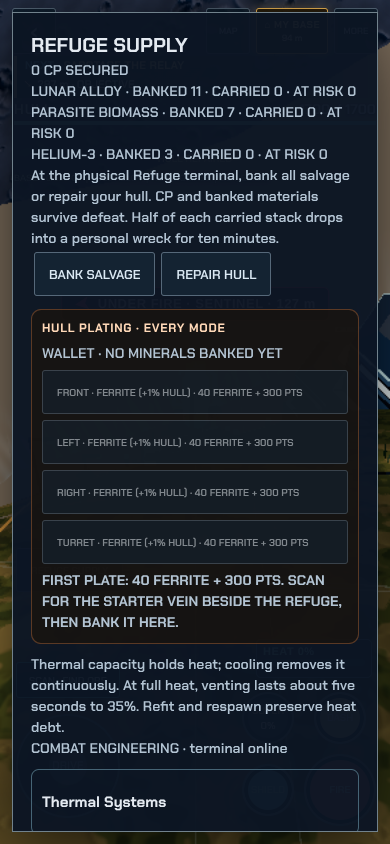 REFUGE SUPPLY
0 CP SECURED
LUNAR ALLOY · BANKED 11 · CARRIED 0 · AT RISK 0
PARASITE BIOMASS · BANKED 7 · CARRIED 0 · AT
RISK 0
HELIUM-3 · BANKED 3 · CARRIED 0 · AT RISK 0
At the physical Refuge terminal, bank all salvage
or repair your hull. CP and banked materials
survive defeat. Half of each carried stack drops
into a personal wreck for ten minutes.
BANK SALVAGE
REPAIR HULL
HULL PLATING · EVERY MODE
WALLET · NO MINERALS BANKED YET
FRONT · FERRITE (+1% HULL) · 40 FERRITE + 300 PTS
LEFT · FERRITE (+1% HULL) · 40 FERRITE + 300 PTS
RIGHT · FERRITE (+1% HULL) · 40 FERRITE + 300 PTS
TURRET · FERRITE (+1% HULL) · 40 FERRITE + 300 PTS
FIRST PLATE: 40 FERRITE + 300 PTS. SCAN
FOR THE STARTER VEIN BESIDE THE REFUGE,
THEN BANK IT HERE.
Thermal capacity holds heat; cooling removes it
continuously. At full heat, venting lasts about five
seconds to 35%. Refit and respawn preserve heat
debt.
COMBAT ENGINEERING · terminal online
Thermal Systems